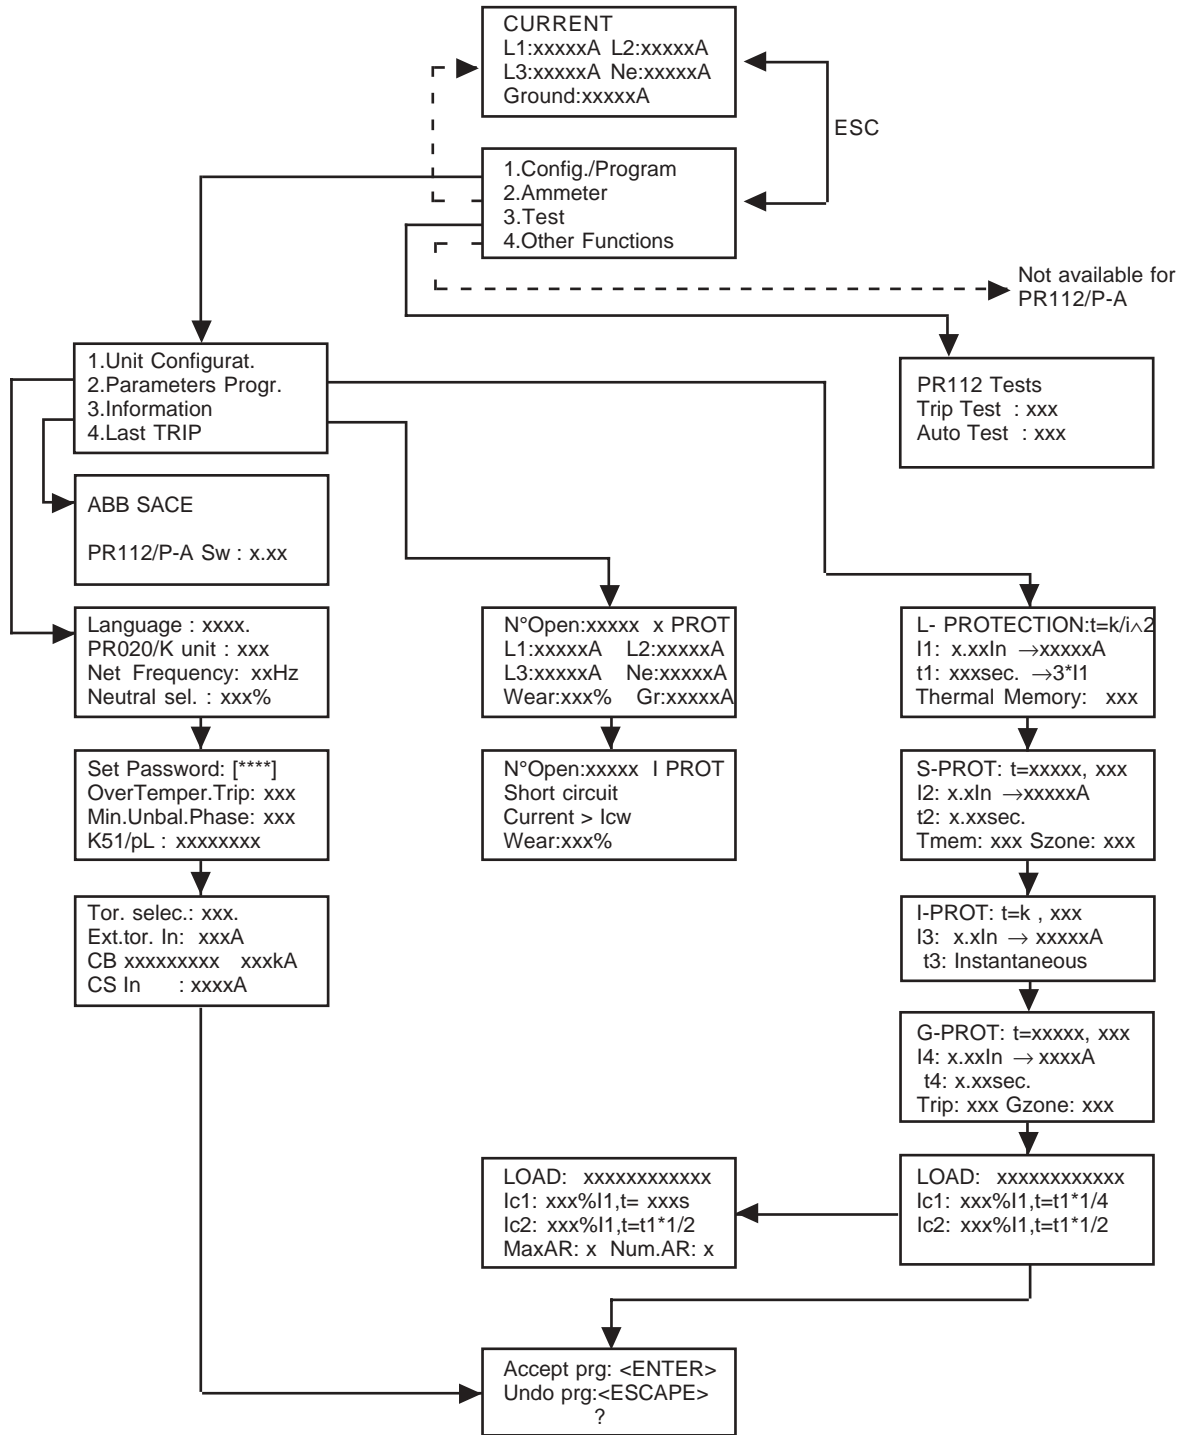 CURRENT
L1:xxxxxA L2:xxxxxA
L3:xxxxxA Ne:xxxxxA
Ground:xxxxxA
ESC
1.Config./Program
2.Ammeter
3.Test
4.Other Functions
Not available for
PR112/P-A
1.Unit Configurat.
2.Parameters Progr.
3.Information
4.Last TRIP
PR112 Tests
Trip Test : xxx
Auto Test : xxx
ABB SACE
PR112/P-A Sw : x.xx
Language : xxxx.
PR020/K unit : xxx
Net Frequency: xxHz
Neutral sel. : xxx%
N°Open:xxxxx x PROT
L1:xxxxxA L2:xxxxxA
L3:xxxxxA Ne:xxxxxA
Wear:xxx% Gr:xxxxxA
L- PROTECTION:t=k/i∧2
I1: x.xxIn →xxxxxA
t1: xxxsec. →3*I1
Thermal Memory: xxx
Set Password: [****]
OverTemper.Trip: xxx
Min.Unbal.Phase: xxx
K51/pL : xxxxxxxx
N°Open:xxxxx I PROT
Short circuit
Current > Icw
Wear:xxx%
S-PROT: t=xxxxx, xxx
I2: x.xIn →xxxxxA
t2: x.xxsec.
Tmem: xxx Szone: xxx
Tor. selec.: xxx.
Ext.tor. In: xxxA
CB xxxxxxxxx xxxkA
CS In : xxxxA
I-PROT: t=k , xxx
I3: x.xIn → xxxxxA
t3: Instantaneous
G-PROT: t=xxxxx, xxx
I4: x.xxIn → xxxxA
t4: x.xxsec.
Trip: xxx Gzone: xxx
LOAD: xxxxxxxxxxxx
Ic1: xxx%I1,t= xxxs
Ic2: xxx%I1,t=t1*1/2
MaxAR: x Num.AR: x
LOAD: xxxxxxxxxxxx
Ic1: xxx%I1,t=t1*1/4
Ic2: xxx%I1,t=t1*1/2
Accept prg: <ENTER>
Undo prg:<ESCAPE>
?